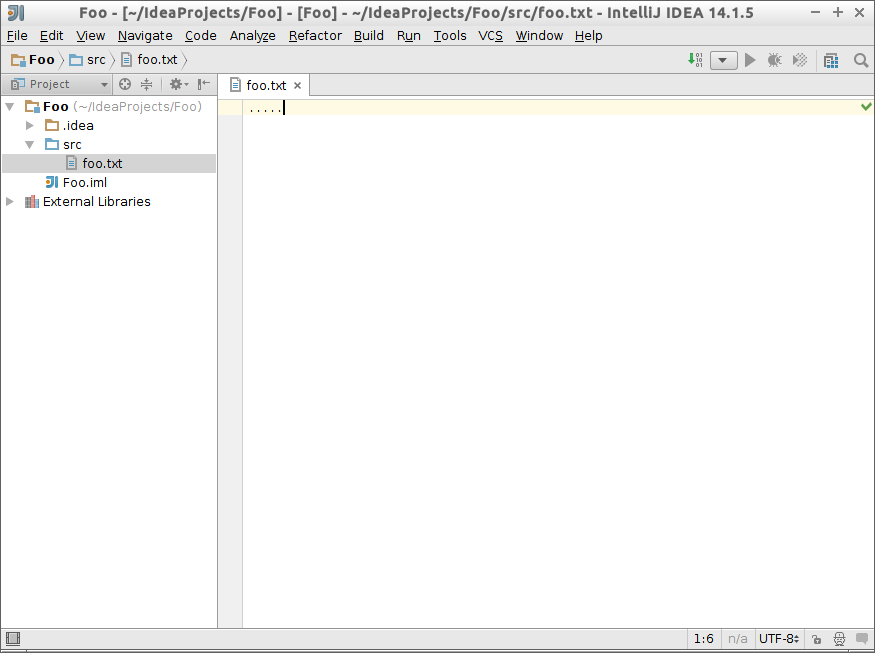 Foo - [~/IdeaProjects/Foo] - [Foo] - ~/IdeaProjects/Foo/src/foo.txt - IntelliJ IDEA 14.1.5
File Edit View Navigate Code Analyze Refactor Build Run Tools VCS Window Help
Foo src foo.txt
Project
foo.txt
Foo (~/IdeaProjects/Foo)
.....
.idea
src
foo.txt
Foo.iml
External Libraries
1:6 n/a UTF-8